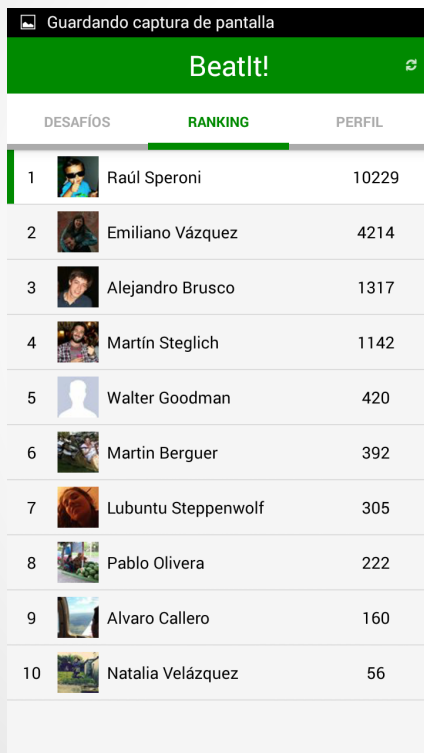 Guardando captura de pantalla
BeatIt!
DESAFÍOS RANKING PERFIL
1 Raúl Speroni 10229
2 Emiliano Vázquez 4214
3 Alejandro Brusco 1317
4 Martín Steglich 1142
5 Walter Goodman 420
6 Martin Berguer 392
7 Lubuntu Steppenwolf 305
8 Pablo Olivera 222
9 Alvaro Callero 160
10 Natalia Velázquez 56